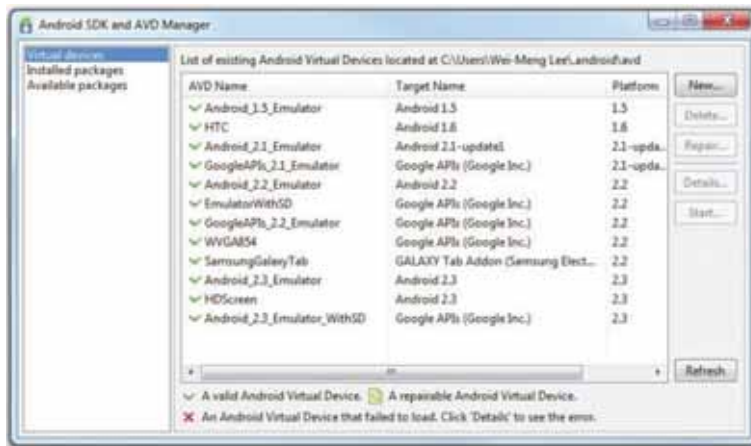 Android SDK and AVD Manager
Virtual devices
Installed packages
Available packages
List of existing Android Virtual Devices located at C:\Users\Wei-Meng Lee\.android\avd
AVD Name Target Name Platform
Android_1.5_Emulator Android 1.5 1.5
HTC Android 1.6 1.6
Android_2.1_Emulator Android 2.1-update1 2.1-upda...
GoogleAPIs_2.1_Emulator Google APIs (Google Inc.) 2.1-upda...
Android_2.2_Emulator Android 2.2 2.2
EmulatorWithSD Google APIs (Google Inc.) 2.2
GoogleAPIs_2.2_Emulator Google APIs (Google Inc.) 2.2
WVGA854 Google APIs (Google Inc.) 2.2
SamsungGalaxyTab GALAXY Tab Addon (Samsung Elect... 2.2
Android_2.3_Emulator Android 2.3 2.3
HDScreen Android 2.3 2.3
Android_2.3_Emulator_WithSD Google APIs (Google Inc.) 2.3
New...
Delete...
Repair...
Details...
Start...
Refresh
A valid Android Virtual Device. A repairable Android Virtual Device.
An Android Virtual Device that failed to load. Click 'Details' to see the error.